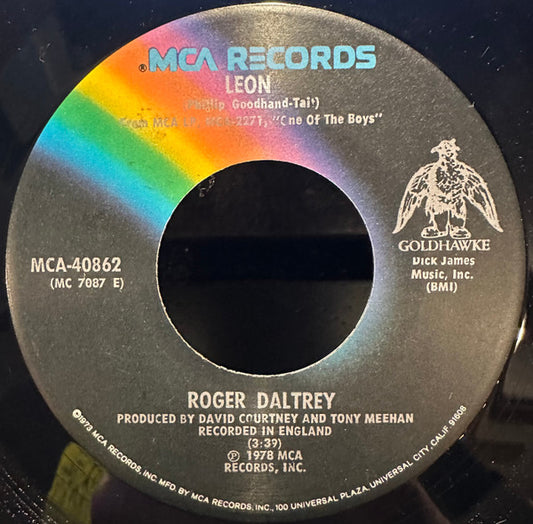 ®MCA RECORDS
LEON
(Phillip Goodhand-Tait)
From MCA LP MCA-2271, "One Of The Boys"
GOLDHAWKE
Dick James
Music, Inc.
(BMI)
MCA-40862
(MC 7087 E)
ROGER DALTREY
PRODUCED BY DAVID COURTNEY AND TONY MEEHAN
RECORDED IN ENGLAND
(3:39)
Ⓟ 1978 MCA
RECORDS, INC.
©1973 MCA RECORDS, INC. MFD. BY MCA RECORDS, INC., 100 UNIVERSAL PLAZA, UNIVERSAL CITY, CALIF. 91608